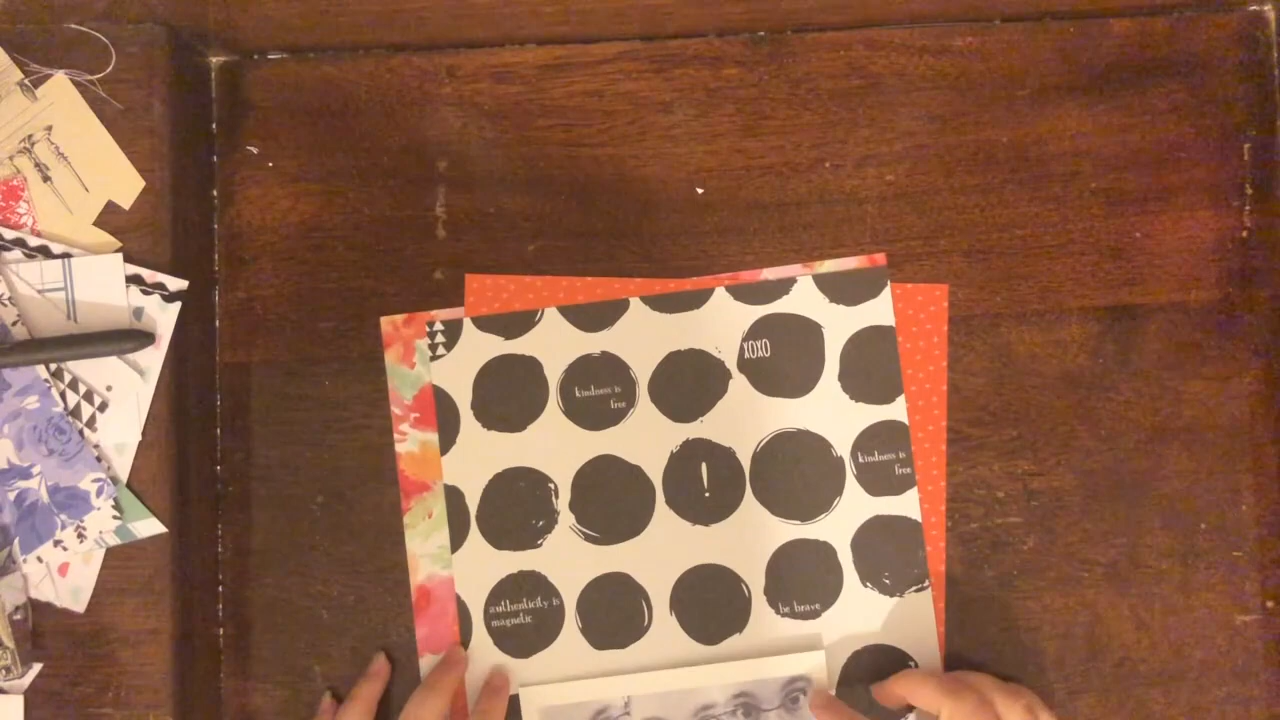 XOXO
kindness is
free
!
kindness is
free
authenticity is
magnetic
be brave